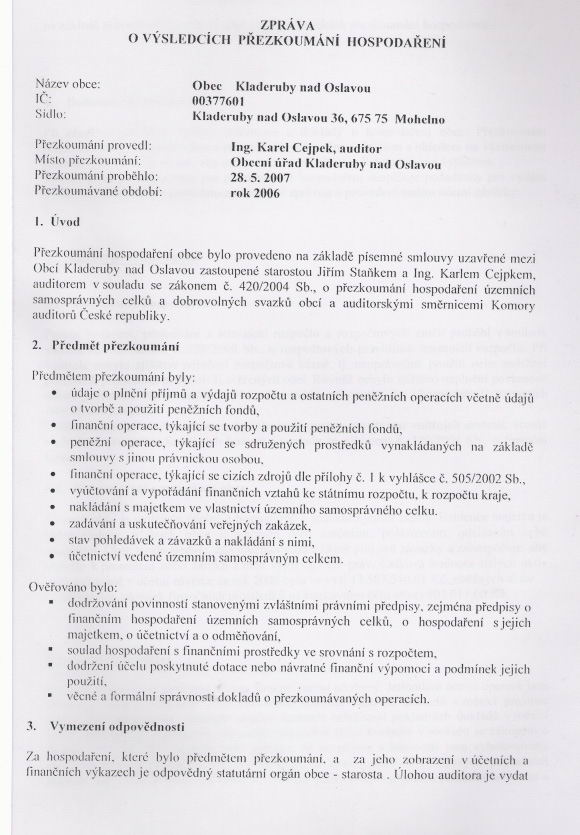 ZPRÁVA
O VÝSLEDCÍCH PŘEZKOUMÁNÍ HOSPODAŘENÍ
Název obce: Obec Kladeruby nad Oslavou
IČ: 00377601
Sídlo: Kladeruby nad Oslavou 36, 675 75 Mohelno
Přezkoumání provedl: Ing. Karel Cejpek, auditor
Místo přezkoumání: Obecní úřad Kladeruby nad Oslavou
Přezkoumání proběhlo: 28. 5. 2007
Přezkoumávané období: rok 2006
1. Úvod
Přezkoumání hospodaření obce bylo provedeno na základě písemné smlouvy uzavřené mezi
Obcí Kladeruby nad Oslavou zastoupené starostou Jiřím Staňkem a Ing. Karlem Cejpkem,
auditorem v souladu se zákonem č. 420/2004 Sb., o přezkoumání hospodaření územních
samosprávných celků a dobrovolných svazků obcí a auditorskými směrnicemi Komory
auditorů České republiky.
2. Předmět přezkoumání
Předmětem přezkoumání byly:
• údaje o plnění příjmů a výdajů rozpočtu a ostatních peněžních operacích včetně údajů
o tvorbě a použití peněžních fondů,
• finanční operace, týkající se tvorby a použití peněžních fondů,
• peněžní operace, týkající se sdružených prostředků vynakládaných na základě
smlouvy s jinou právnickou osobou,
• finanční operace, týkající se cizích zdrojů dle přílohy č. 1 k vyhlášce č. 505/2002 Sb.,
• vyúčtování a vypořádání finančních vztahů ke státnímu rozpočtu, k rozpočtu kraje,
• nakládání s majetkem ve vlastnictví územního samosprávného celku.
• zadávání a uskutečňování veřejných zakázek,
• stav pohledávek a závazků a nakládání s nimi,
• účetnictví vedené územním samosprávným celkem.
Ověřováno bylo:
▪ dodržování povinností stanovenými zvláštními právními předpisy, zejména předpisy o
finančním hospodaření územních samosprávných celků, o hospodaření s jejich
majetkem, o účetnictví a o odměňování,
▪ soulad hospodaření s finančními prostředky ve srovnání s rozpočtem,
▪ dodržení účelu poskytnuté dotace nebo návratné finanční výpomoci a podmínek jejich
použití,
▪ věcné a formální správnosti dokladů o přezkoumávaných operacích.
3. Vymezení odpovědnosti
Za hospodaření, které bylo předmětem přezkoumání, a za jeho zobrazení v účetních a
finančních výkazech je odpovědný statutární orgán obce - starosta . Úlohou auditora je vydat